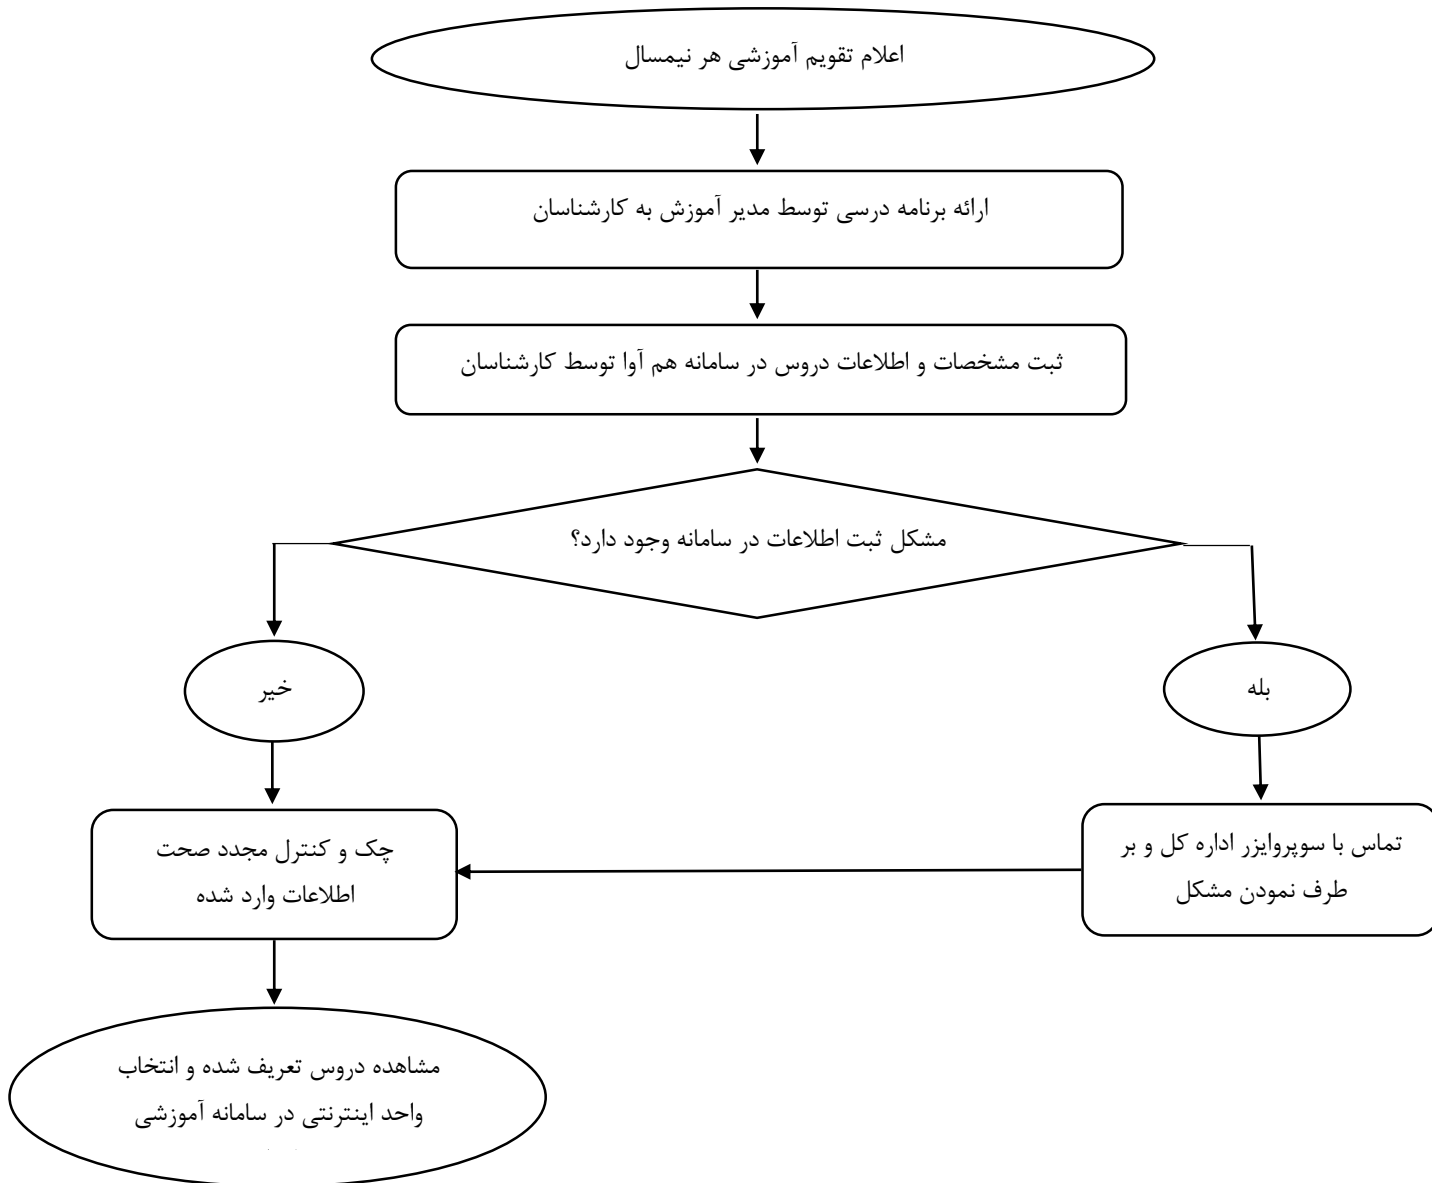 اعلام تقویم آموزشی هر نیمسال
ارائه برنامه درسی توسط مدیر آموزش به کارشناسان
ثبت مشخصات و اطلاعات دروس در سامانه هم آوا توسط کارشناسان
مشکل ثبت اطلاعات در سامانه وجود دارد؟
بله
خیر
تماس با سوپروایزر اداره کل و بر
طرف نمودن مشکل
چک و کنترل مجدد صحت
اطلاعات وارد شده
مشاهده دروس تعریف شده و انتخاب
واحد اینترنتی در سامانه آموزشی